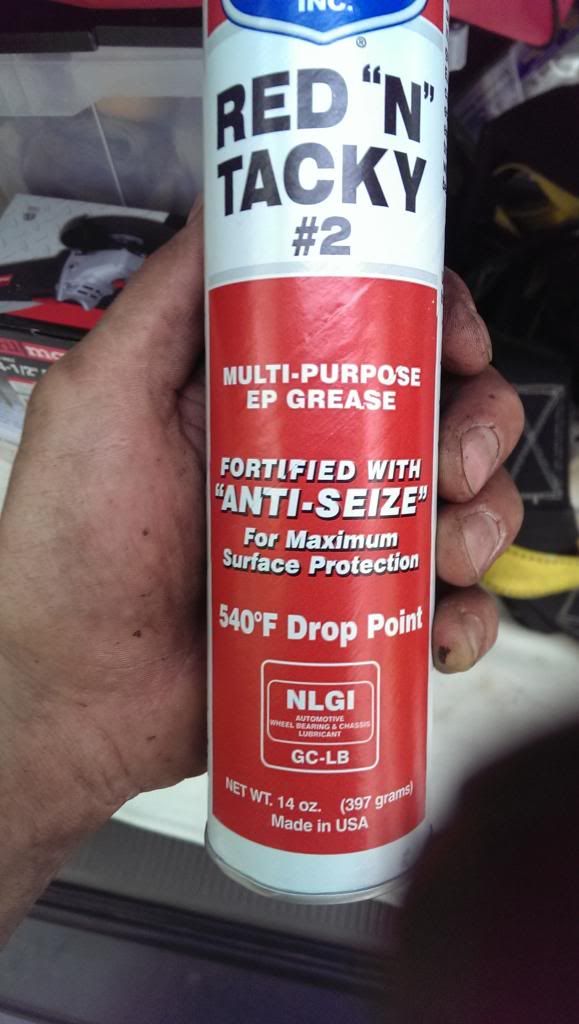 INC.
®
RED "N"
TACKY
#2
MULTI-PURPOSE
EP GREASE
FORTIFIED WITH
"ANTI-SEIZE"
For Maximum
Surface Protection
540°F Drop Point
NLGI
AUTOMOTIVE
WHEEL BEARING & CHASSIS
LUBRICANT
GC-LB
NET WT. 14 oz. (397 grams)
Made in USA